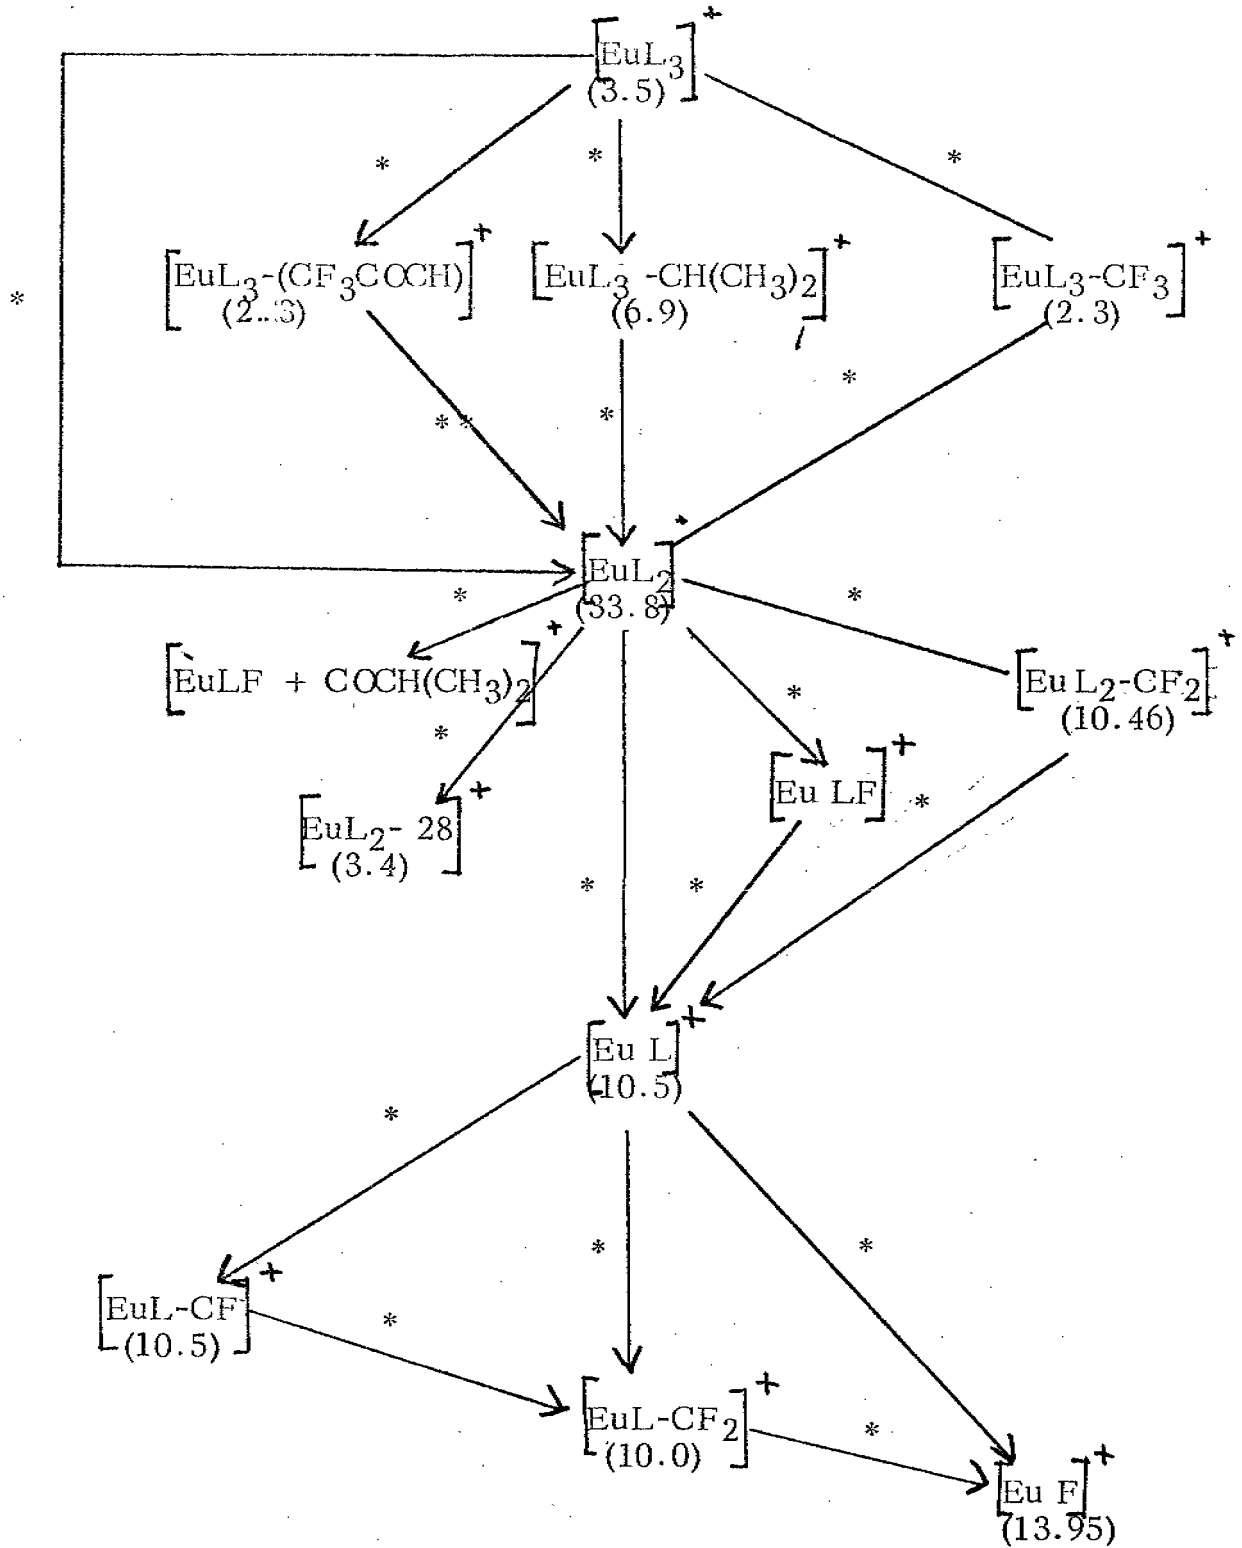 [EuL3]+
(3.5)
*
*
*
[EuL3-(CF3COCH)]+
[EuL3 -CH(CH3)2]+
(6.9)
[EuL3-CF3]+
(2.3)
*
*
* *
*
[EuL2]+
(33.8)
*
*
[EuLF + COCH(CH3)2]+
[Eu L2-CF2]+
(10.46)
*
*
[EuL2- 28]+
(3.4)
[Eu LF]+
*
*
*
[Eu L]+
(10.5)
*
*
*
[EuL-CF]+
(10.5)
*
[EuL-CF2]+
(10.0)
*
[Eu F]+
(13.95)